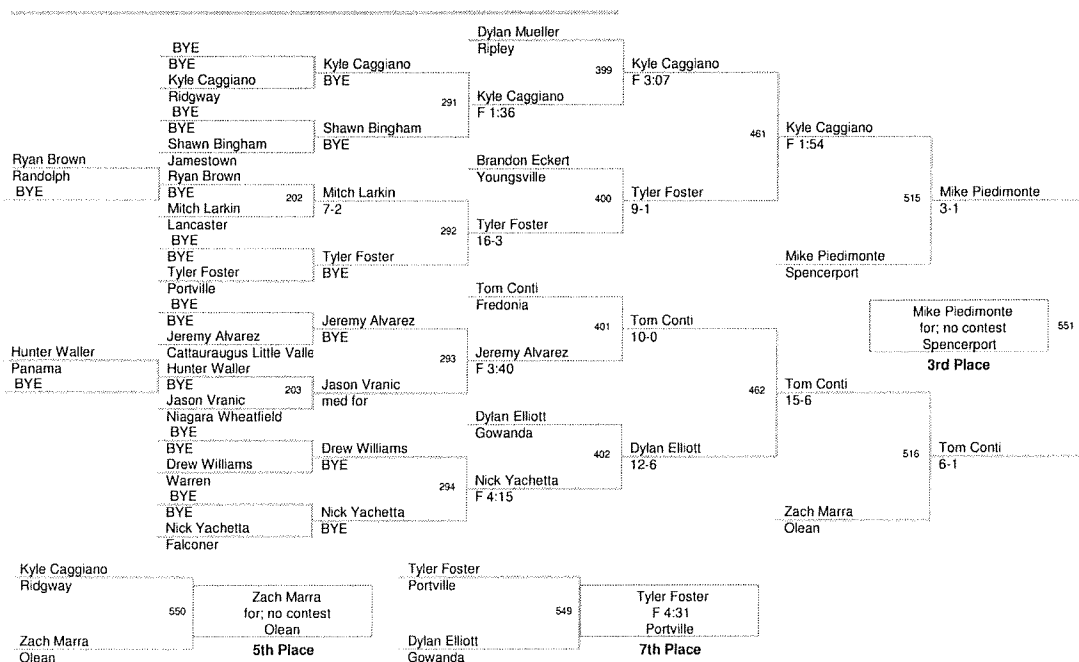 Ryan Brown
Randolph
BYE
Hunter Waller
Panama
BYE
BYE
BYE
Kyle Caggiano
Ridgway
BYE
BYE
Shawn Bingham
Jamestown
Ryan Brown
BYE
202
Mitch Larkin
Lancaster
BYE
BYE
Tyler Foster
Portville
BYE
BYE
Jeremy Alvarez
Cattauraugus Little Valle
Hunter Waller
BYE
203
Jason Vranic
Niagara Wheatfield
BYE
Drew Williams
Warren
BYE
BYE
Nick Yachetta
Falconer
Kyle Caggiano
BYE
291
Shawn Bingham
BYE
Mitch Larkin
7-2
292
Tyler Foster
BYE
Jeremy Alvarez
BYE
293
Jason Vranic
med for
Drew Williams
BYE
294
Nick Yachetta
BYE
Dylan Mueller
Ripley
399
Kyle Caggiano
F 1:36
Brandon Eckert
Youngsville
400
Tyler Foster
16-3
Tom Conti
Fredonia
401
Jeremy Alvarez
F 3:40
Dylan Elliott
Gowanda
402
Nick Yachetta
F 4:15
Kyle Caggiano
F 3:07
461
Tyler Foster
9-1
Tom Conti
10-0
462
Dylan Elliott
12-6
Kyle Caggiano
F 1:54
515
Mike Piedimonte
Spencerport
Tom Conti
15-6
516
Zach Marra
Olean
Mike Piedimonte
3-1
Mike Piedimonte
for; no contest
Spencerport
551
3rd Place
Tom Conti
6-1
Kyle Caggiano
Ridgway
550
Zach Marra
Olean
Zach Marra
for; no contest
Olean
5th Place
Tyler Foster
Portville
549
Dylan Elliott
Gowanda
Tyler Foster
F 4:31
Portville
7th Place